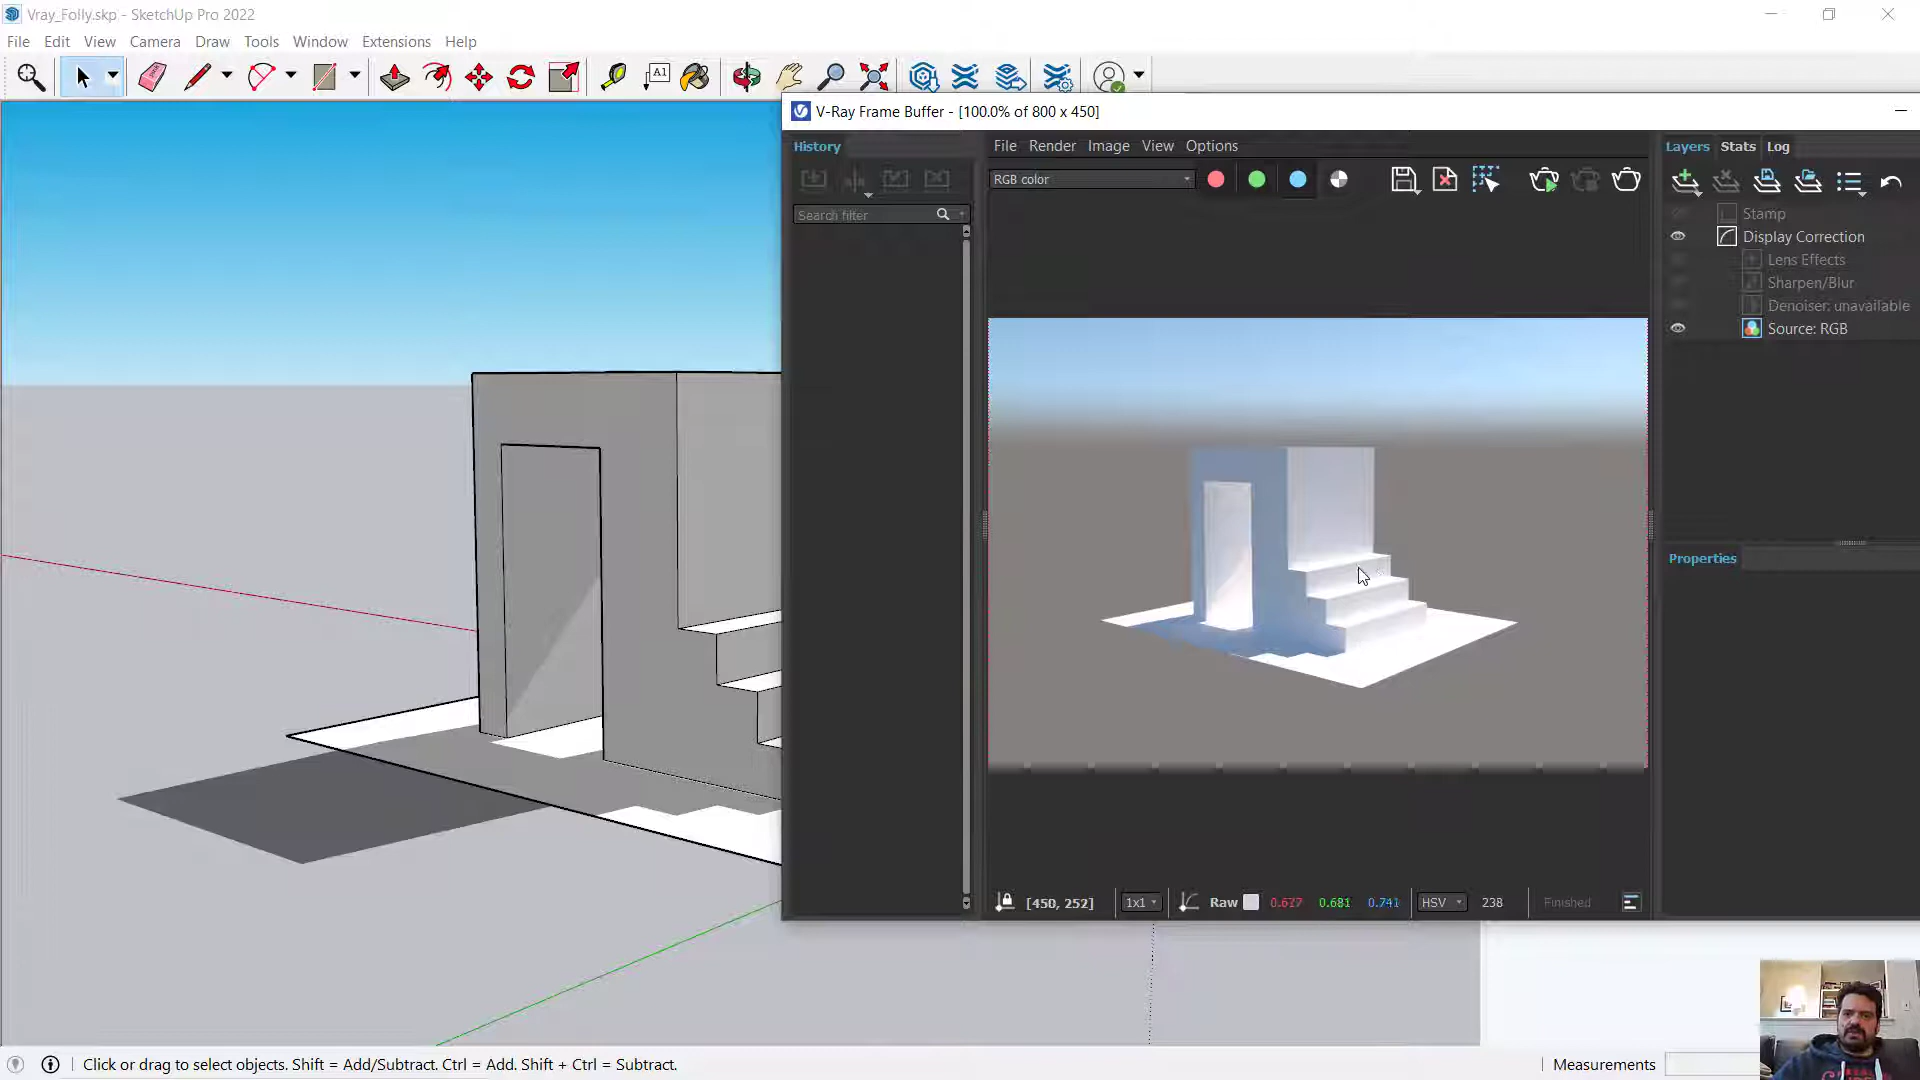 Vray_Folly.skp - SketchUp Pro 2022
File Edit View Camera Draw Tools Window Extensions Help
A1
V-Ray Frame Buffer - [100.0% of 800 x 450]
History
File Render Image View Options
Layers Stats Log
RGB color
Search filter
Stamp
Display Correction
Lens Effects
Sharpen/Blur
Denoiser: unavailable
Source: RGB
Properties
[450, 252] 1x1 Raw 0.677 0.681 0.741 HSV 238 Finished
Click or drag to select objects. Shift = Add/Subtract. Ctrl = Add. Shift + Ctrl = Subtract.
Measurements